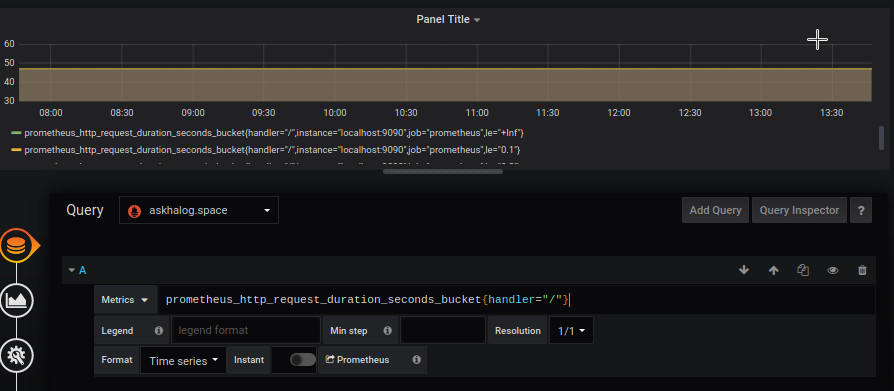 Panel Title
60
50
40
30
08:00 08:30 09:00 09:30 10:00 10:30 11:00 11:30 12:00 12:30 13:00 13:30
prometheus_http_request_duration_seconds_bucket{handler="/",instance="localhost:9090",job="prometheus",le="+Inf"}
prometheus_http_request_duration_seconds_bucket{handler="/",instance="localhost:9090",job="prometheus",le="0.1"}
Query askhalog.space Add Query Query Inspector ?
A
Metrics prometheus_http_request_duration_seconds_bucket{handler="/"}
Legend legend format Min step Resolution 1/1
Format Time series Instant Prometheus